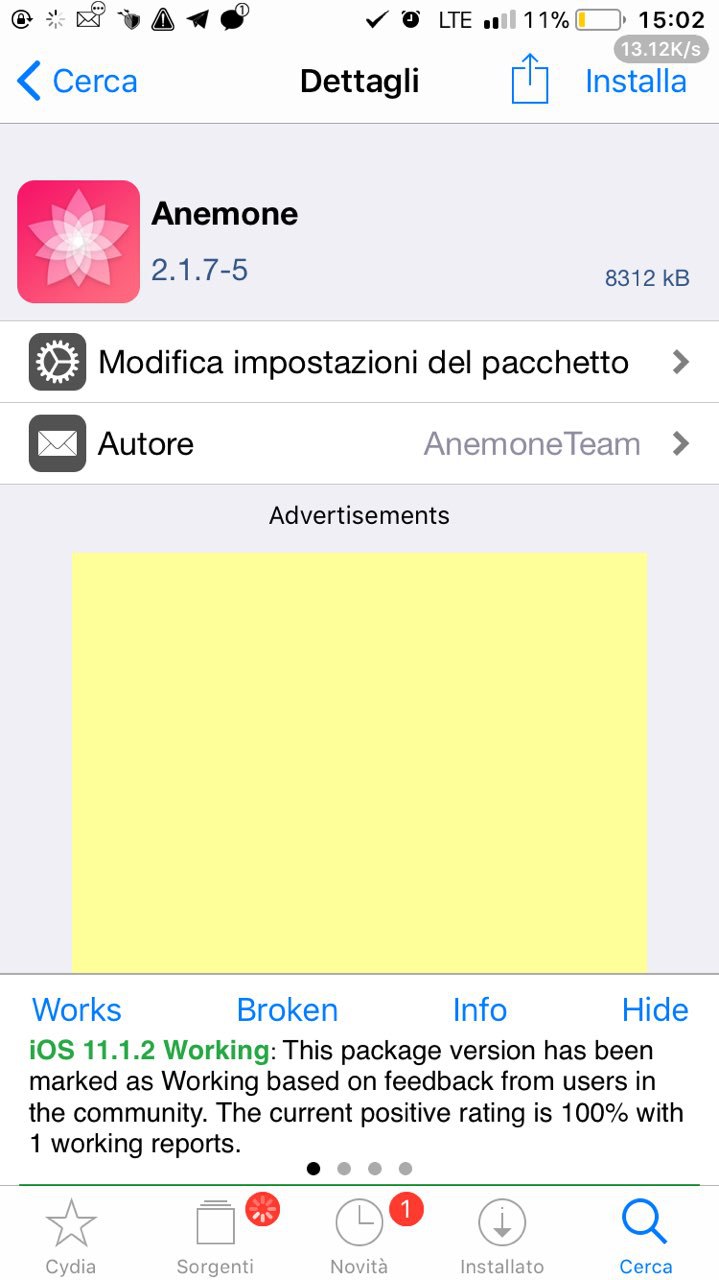 LTE 11% 15:02
13.12K/s
Cerca Dettagli Installa
Anemone
2.1.7-5
8312 kB
Modifica impostazioni del pacchetto
Autore AnemoneTeam
Advertisements
Works Broken Info Hide
iOS 11.1.2 Working: This package version has been
marked as Working based on feedback from users in
the community. The current positive rating is 100% with
1 working reports.
1
Cydia Sorgenti Novità Installato Cerca